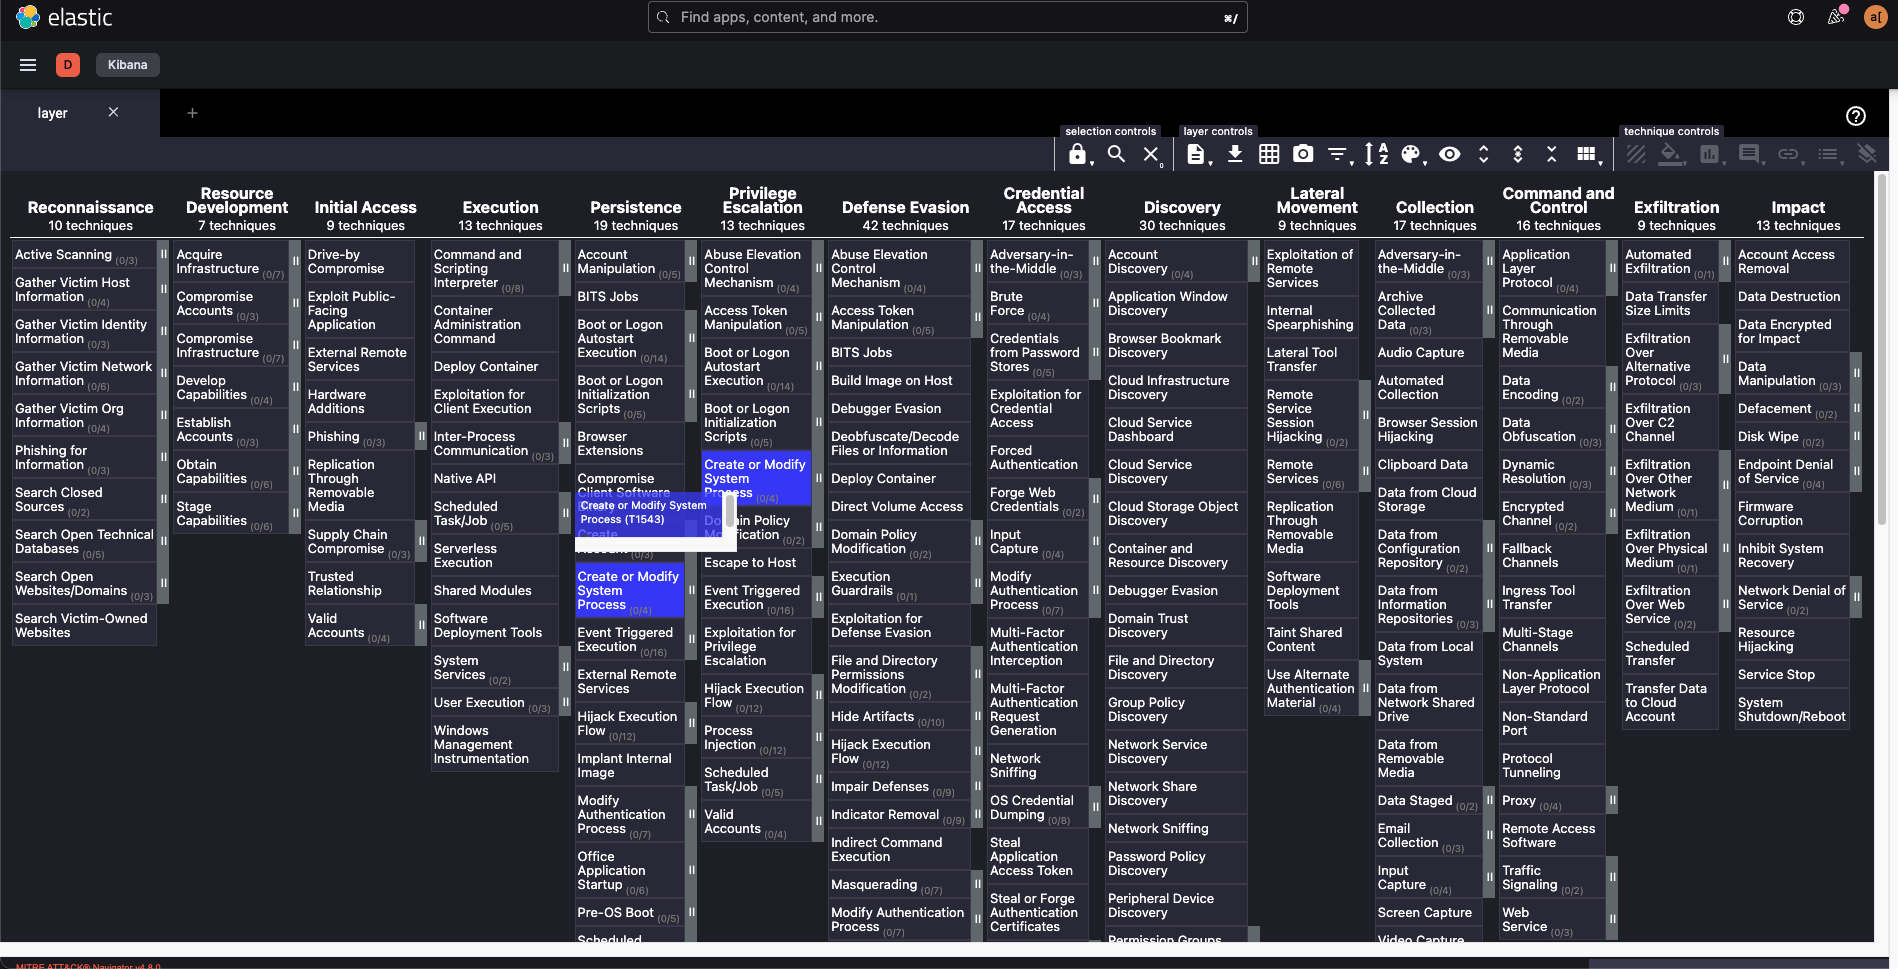 elastic
Find apps, content, and more.
⌘/
a[
D
Kibana
layer
selection controls
layer controls
technique controls
0
A
Z
Reconnaissance
10 techniques
Active Scanning (0/3)
Gather Victim Host
Information (0/4)
Gather Victim Identity
Information (0/3)
Gather Victim Network
Information (0/6)
Gather Victim Org
Information (0/4)
Phishing for
Information (0/3)
Search Closed
Sources (0/2)
Search Open Technical
Databases (0/5)
Search Open
Websites/Domains (0/3)
Search Victim-Owned
Websites
Resource
Development
7 techniques
Acquire
Infrastructure (0/7)
Compromise
Accounts (0/3)
Compromise
Infrastructure (0/7)
Develop
Capabilities (0/4)
Establish
Accounts (0/3)
Obtain
Capabilities (0/6)
Stage
Capabilities (0/6)
Initial Access
9 techniques
Drive-by
Compromise
Exploit Public-
Facing
Application
External Remote
Services
Hardware
Additions
Phishing (0/3)
Replication
Through
Removable
Media
Supply Chain
Compromise (0/3)
Trusted
Relationship
Valid
Accounts (0/4)
Execution
13 techniques
Command and
Scripting
Interpreter (0/8)
Container
Administration
Command
Deploy Container
Exploitation for
Client Execution
Inter-Process
Communication (0/3)
Native API
Scheduled
Task/Job (0/5)
Serverless
Execution
Shared Modules
Software
Deployment Tools
System
Services (0/2)
User Execution (0/3)
Windows
Management
Instrumentation
Persistence
19 techniques
Account
Manipulation (0/5)
BITS Jobs
Boot or Logon
Autostart
Execution (0/14)
Boot or Logon
Initialization
Scripts (0/5)
Browser
Extensions
Compromise
Client Software
Create or Modify System
Process (T1543)
Create
Account (0/3)
Create or Modify
System
Process (0/4)
Event Triggered
Execution (0/16)
External Remote
Services
Hijack Execution
Flow (0/12)
Implant Internal
Image
Modify
Authentication
Process (0/7)
Office
Application
Startup (0/6)
Pre-OS Boot (0/5)
Scheduled
Privilege
Escalation
13 techniques
Abuse Elevation
Control
Mechanism (0/4)
Access Token
Manipulation (0/5)
Boot or Logon
Autostart
Execution (0/14)
Boot or Logon
Initialization
Scripts (0/5)
Create or Modify
System
Process (0/4)
Domain Policy
Modification (0/2)
Escape to Host
Event Triggered
Execution (0/16)
Exploitation for
Privilege
Escalation
Hijack Execution
Flow (0/12)
Process
Injection (0/12)
Scheduled
Task/Job (0/5)
Valid
Accounts (0/4)
Defense Evasion
42 techniques
Abuse Elevation
Control
Mechanism (0/4)
Access Token
Manipulation (0/5)
BITS Jobs
Build Image on Host
Debugger Evasion
Deobfuscate/Decode
Files or Information
Deploy Container
Direct Volume Access
Domain Policy
Modification (0/2)
Execution
Guardrails (0/1)
Exploitation for
Defense Evasion
File and Directory
Permissions
Modification (0/2)
Hide Artifacts (0/10)
Hijack Execution
Flow (0/12)
Impair Defenses (0/9)
Indicator Removal (0/9)
Indirect Command
Execution
Masquerading (0/7)
Modify Authentication
Process (0/7)
Credential
Access
17 techniques
Adversary-in-
the-Middle (0/3)
Brute
Force (0/4)
Credentials
from Password
Stores (0/5)
Exploitation for
Credential
Access
Forced
Authentication
Forge Web
Credentials (0/2)
Input
Capture (0/4)
Modify
Authentication
Process (0/7)
Multi-Factor
Authentication
Interception
Multi-Factor
Authentication
Request
Generation
Network
Sniffing
OS Credential
Dumping (0/8)
Steal
Application
Access Token
Steal or Forge
Authentication
Certificates
Discovery
30 techniques
Account
Discovery (0/4)
Application Window
Discovery
Browser Bookmark
Discovery
Cloud Infrastructure
Discovery
Cloud Service
Dashboard
Cloud Service
Discovery
Cloud Storage Object
Discovery
Container and
Resource Discovery
Debugger Evasion
Domain Trust
Discovery
File and Directory
Discovery
Group Policy
Discovery
Network Service
Discovery
Network Share
Discovery
Network Sniffing
Password Policy
Discovery
Peripheral Device
Discovery
Permission Groups
Lateral
Movement
9 techniques
Exploitation of
Remote
Services
Internal
Spearphishing
Lateral Tool
Transfer
Remote
Service
Session
Hijacking (0/2)
Remote
Services (0/6)
Replication
Through
Removable
Media
Software
Deployment
Tools
Taint Shared
Content
Use Alternate
Authentication
Material (0/4)
Collection
17 techniques
Adversary-in-
the-Middle (0/3)
Archive
Collected
Data (0/3)
Audio Capture
Automated
Collection
Browser Session
Hijacking
Clipboard Data
Data from Cloud
Storage
Data from
Configuration
Repository (0/2)
Data from
Information
Repositories (0/3)
Data from Local
System
Data from
Network Shared
Drive
Data from
Removable
Media
Data Staged (0/2)
Email
Collection (0/3)
Input
Capture (0/4)
Screen Capture
Video Capture
Command and
Control
16 techniques
Application
Layer
Protocol (0/4)
Communication
Through
Removable
Media
Data
Encoding (0/2)
Data
Obfuscation (0/3)
Dynamic
Resolution (0/3)
Encrypted
Channel (0/2)
Fallback
Channels
Ingress Tool
Transfer
Multi-Stage
Channels
Non-Application
Layer Protocol
Non-Standard
Port
Protocol
Tunneling
Proxy (0/4)
Remote Access
Software
Traffic
Signaling (0/2)
Web
Service (0/3)
Exfiltration
9 techniques
Automated
Exfiltration (0/1)
Data Transfer
Size Limits
Exfiltration
Over
Alternative
Protocol (0/3)
Exfiltration
Over C2
Channel
Exfiltration
Over Other
Network
Medium (0/1)
Exfiltration
Over Physical
Medium (0/1)
Exfiltration
Over Web
Service (0/2)
Scheduled
Transfer
Transfer Data
to Cloud
Account
Impact
13 techniques
Account Access
Removal
Data Destruction
Data Encrypted
for Impact
Data
Manipulation (0/3)
Defacement (0/2)
Disk Wipe (0/2)
Endpoint Denial
of Service (0/4)
Firmware
Corruption
Inhibit System
Recovery
Network Denial of
Service (0/2)
Resource
Hijacking
Service Stop
System
Shutdown/Reboot
MITRE ATT&CK® Navigator v4.8.0